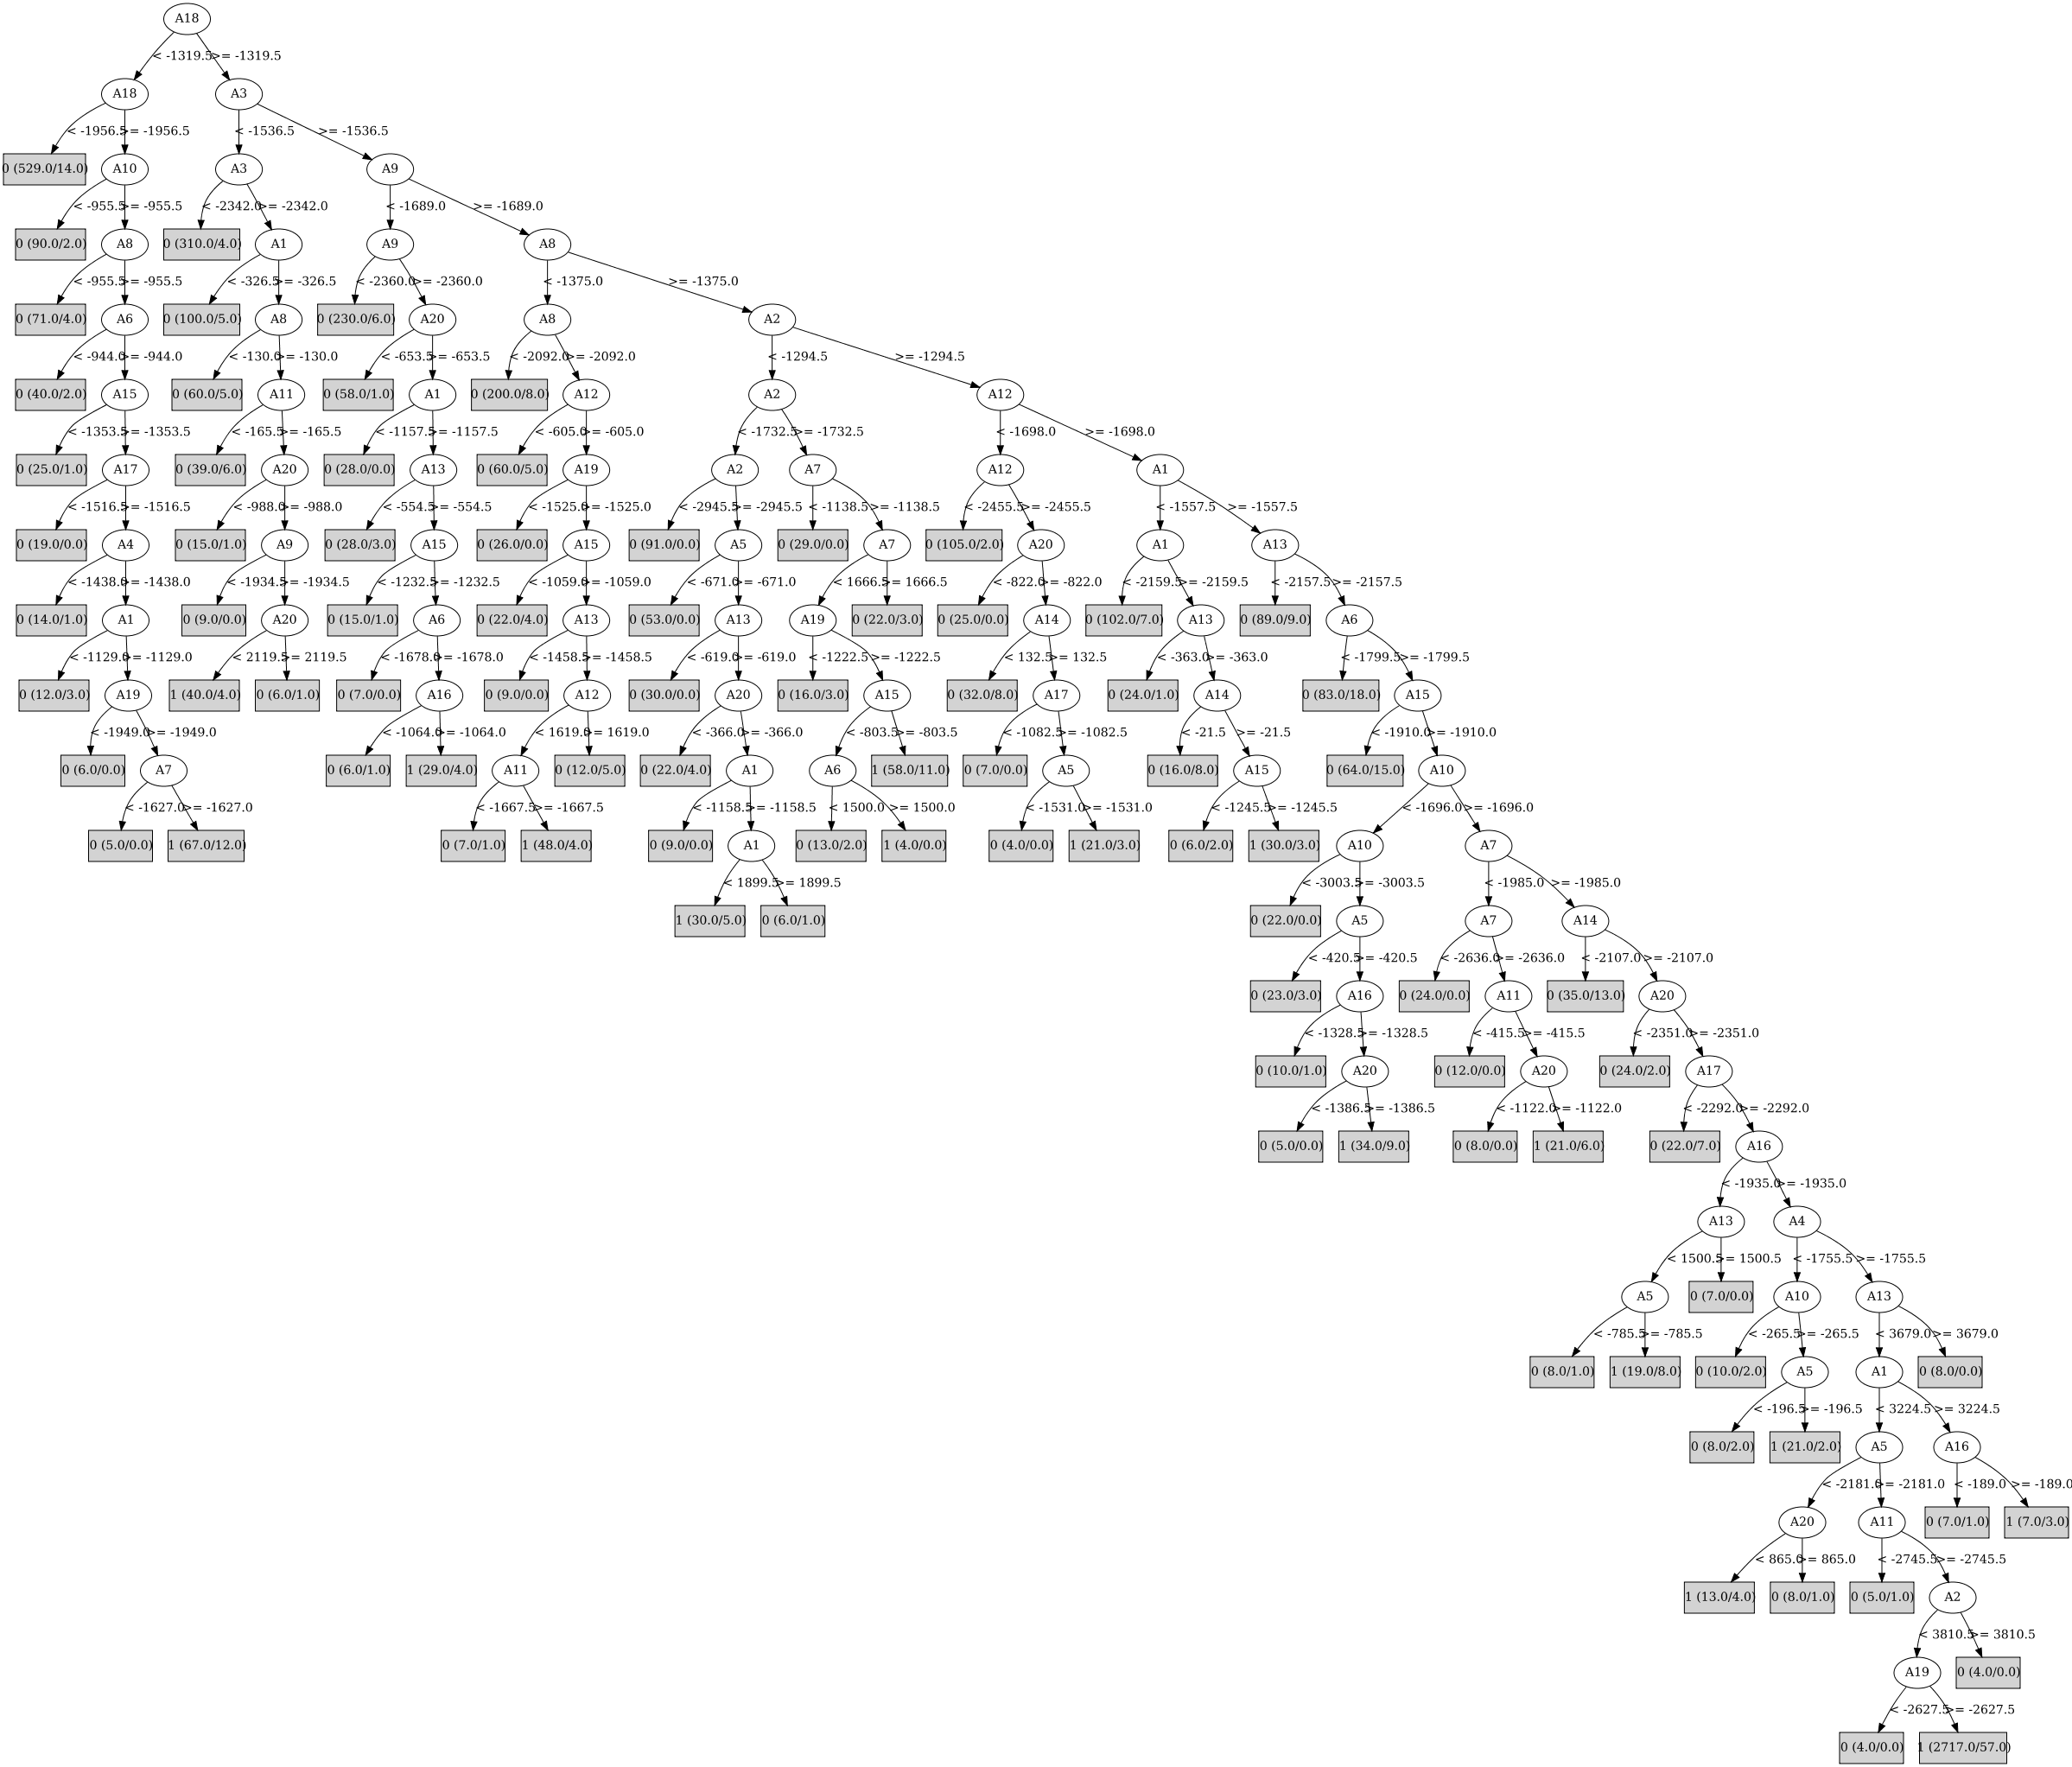 A18
< -1319.5 >= -1319.5
A18 A3
< -1956.5 >= -1956.5 < -1536.5 >= -1536.5
0 (529.0/14.0) A10 A3 A9
< -955.5 >= -955.5 < -2342.0 >= -2342.0 < -1689.0 >= -1689.0
0 (90.0/2.0) A8 0 (310.0/4.0) A1 A9 A8
< -955.5 >= -955.5 < -326.5 >= -326.5 < -2360.0 >= -2360.0 < -1375.0 >= -1375.0
0 (71.0/4.0) A6 0 (100.0/5.0) A8 0 (230.0/6.0) A20 A8 A2
< -944.0 >= -944.0 < -130.0 >= -130.0 < -653.5 >= -653.5 < -2092.0 >= -2092.0 < -1294.5 >= -1294.5
0 (40.0/2.0) A15 0 (60.0/5.0) A11 0 (58.0/1.0) A1 0 (200.0/8.0) A12 A2 A12
< -1353.5 >= -1353.5 < -165.5 >= -165.5 < -1157.5 >= -1157.5 < -605.0 >= -605.0 < -1732.5 >= -1732.5 < -1698.0 >= -1698.0
0 (25.0/1.0) A17 0 (39.0/6.0) A20 0 (28.0/0.0) A13 0 (60.0/5.0) A19 A2 A7 A12 A1
< -1516.5 >= -1516.5 < -988.0 >= -988.0 < -554.5 >= -554.5 < -1525.0 >= -1525.0 < -2945.5 >= -2945.5 < -1138.5 >= -1138.5 < -2455.5 >= -2455.5 < -1557.5 >= -1557.5
0 (19.0/0.0) A4 0 (15.0/1.0) A9 0 (28.0/3.0) A15 0 (26.0/0.0) A15 0 (91.0/0.0) A5 0 (29.0/0.0) A7 0 (105.0/2.0) A20 A1 A13
< -1438.0 >= -1438.0 < -1934.5 >= -1934.5 < -1232.5 >= -1232.5 < -1059.0 >= -1059.0 < -671.0 >= -671.0 < 1666.5 >= 1666.5 < -822.0 >= -822.0 < -2159.5 >= -2159.5 < -2157.5 >= -2157.5
0 (14.0/1.0) A1 0 (9.0/0.0) A20 0 (15.0/1.0) A6 0 (22.0/4.0) A13 0 (53.0/0.0) A13 A19 0 (22.0/3.0) 0 (25.0/0.0) A14 0 (102.0/7.0) A13 0 (89.0/9.0) A6
< -1129.0 >= -1129.0 < 2119.5 >= 2119.5 < -1678.0 >= -1678.0 < -1458.5 >= -1458.5 < -619.0 >= -619.0 < -1222.5 >= -1222.5 < 132.5 >= 132.5 < -363.0 >= -363.0 < -1799.5 >= -1799.5
0 (12.0/3.0) A19 1 (40.0/4.0) 0 (6.0/1.0) 0 (7.0/0.0) A16 0 (9.0/0.0) A12 0 (30.0/0.0) A20 0 (16.0/3.0) A15 0 (32.0/8.0) A17 0 (24.0/1.0) A14 0 (83.0/18.0) A15
< -1949.0 >= -1949.0 < -1064.0 >= -1064.0 < 1619.0 >= 1619.0 < -366.0 >= -366.0 < -803.5 >= -803.5 < -1082.5 >= -1082.5 < -21.5 >= -21.5 < -1910.0 >= -1910.0
0 (6.0/0.0) A7 0 (6.0/1.0) 1 (29.0/4.0) A11 0 (12.0/5.0) 0 (22.0/4.0) A1 A6 1 (58.0/11.0) 0 (7.0/0.0) A5 0 (16.0/8.0) A15 0 (64.0/15.0) A10
< -1627.0 >= -1627.0 < -1667.5 >= -1667.5 < -1158.5 >= -1158.5 < 1500.0 >= 1500.0 < -1531.0 >= -1531.0 < -1245.5 >= -1245.5 < -1696.0 >= -1696.0
0 (5.0/0.0) 1 (67.0/12.0) 0 (7.0/1.0) 1 (48.0/4.0) 0 (9.0/0.0) A1 0 (13.0/2.0) 1 (4.0/0.0) 0 (4.0/0.0) 1 (21.0/3.0) 0 (6.0/2.0) 1 (30.0/3.0) A10 A7
< 1899.5 >= 1899.5 < -3003.5 >= -3003.5 < -1985.0 >= -1985.0
1 (30.0/5.0) 0 (6.0/1.0) 0 (22.0/0.0) A5 A7 A14
< -420.5 >= -420.5 < -2636.0 >= -2636.0 < -2107.0 >= -2107.0
0 (23.0/3.0) A16 0 (24.0/0.0) A11 0 (35.0/13.0) A20
< -1328.5 >= -1328.5 < -415.5 >= -415.5 < -2351.0 >= -2351.0
0 (10.0/1.0) A20 0 (12.0/0.0) A20 0 (24.0/2.0) A17
< -1386.5 >= -1386.5 < -1122.0 >= -1122.0 < -2292.0 >= -2292.0
0 (5.0/0.0) 1 (34.0/9.0) 0 (8.0/0.0) 1 (21.0/6.0) 0 (22.0/7.0) A16
< -1935.0 >= -1935.0
A13 A4
< 1500.5 >= 1500.5 < -1755.5 >= -1755.5
A5 0 (7.0/0.0) A10 A13
< -785.5 >= -785.5 < -265.5 >= -265.5 < 3679.0 >= 3679.0
0 (8.0/1.0) 1 (19.0/8.0) 0 (10.0/2.0) A5 A1 0 (8.0/0.0)
< -196.5 >= -196.5 < 3224.5 >= 3224.5
0 (8.0/2.0) 1 (21.0/2.0) A5 A16
< -2181.0 >= -2181.0 < -189.0 >= -189.0
A20 A11 0 (7.0/1.0) 1 (7.0/3.0)
< 865.0 >= 865.0 < -2745.5 >= -2745.5
1 (13.0/4.0) 0 (8.0/1.0) 0 (5.0/1.0) A2
< 3810.5 >= 3810.5
A19 0 (4.0/0.0)
< -2627.5 >= -2627.5
0 (4.0/0.0) 1 (2717.0/57.0)